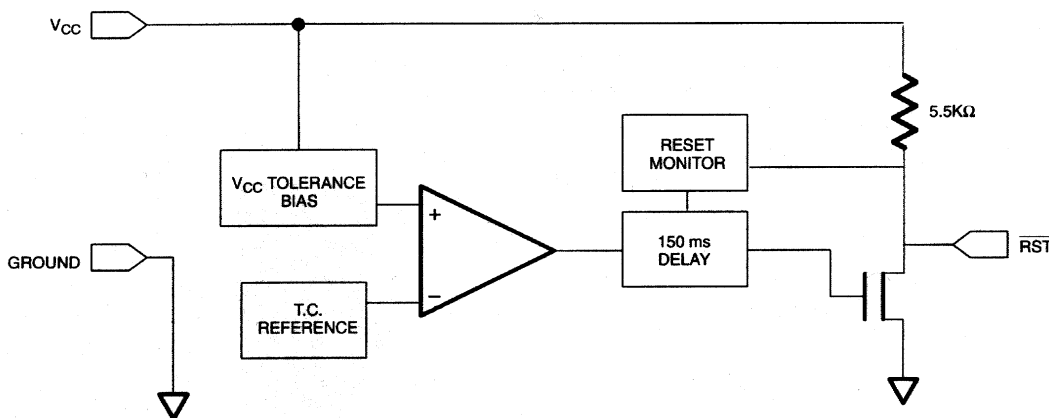 VCC
5.5KΩ
RESET
MONITOR
VCC TOLERANCE
BIAS
+
150 ms
DELAY
RST
GROUND
−
T.C.
REFERENCE